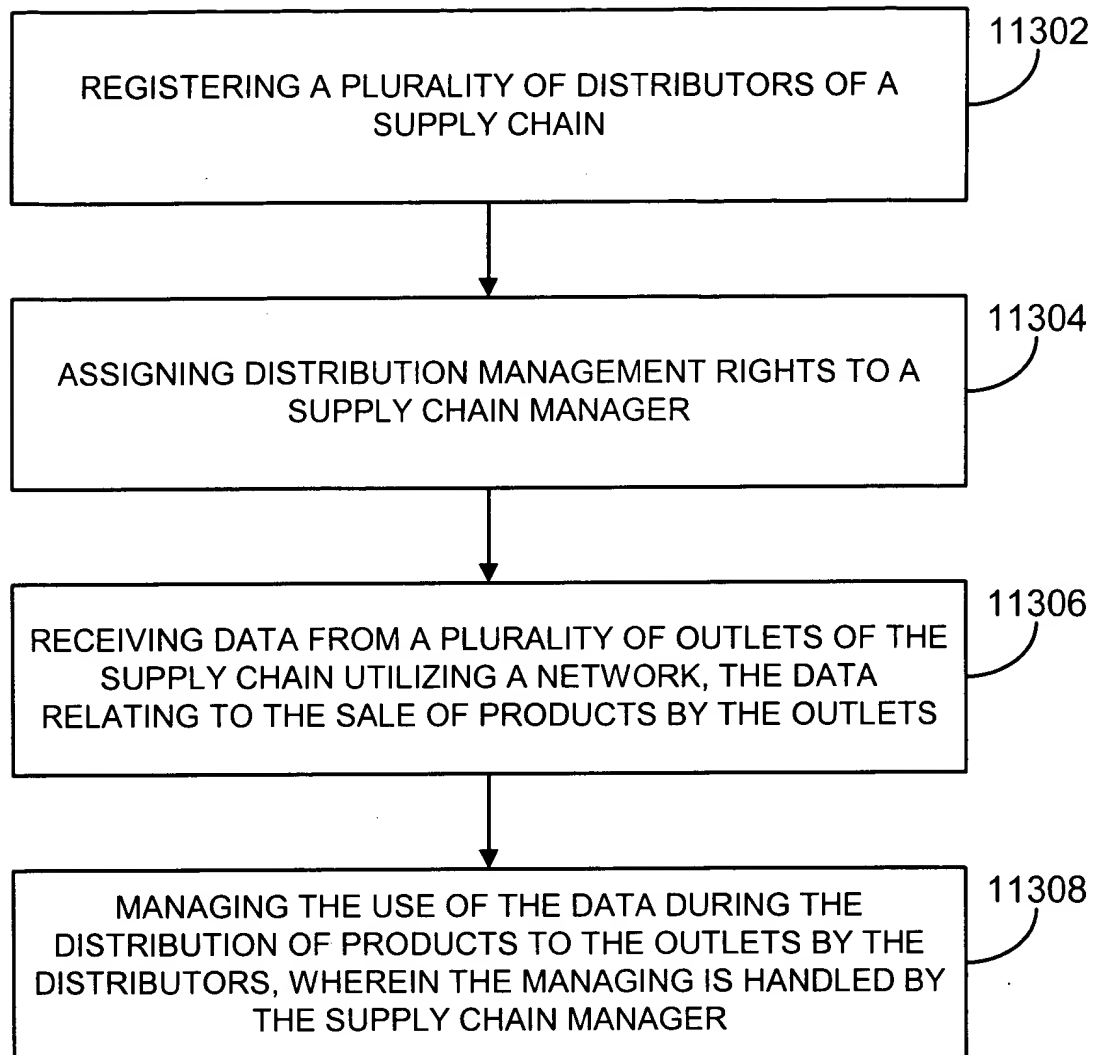 11302
REGISTERING A PLURALITY OF DISTRIBUTORS OF A
SUPPLY CHAIN
11304
ASSIGNING DISTRIBUTION MANAGEMENT RIGHTS TO A
SUPPLY CHAIN MANAGER
11306
RECEIVING DATA FROM A PLURALITY OF OUTLETS OF THE
SUPPLY CHAIN UTILIZING A NETWORK, THE DATA
RELATING TO THE SALE OF PRODUCTS BY THE OUTLETS
11308
MANAGING THE USE OF THE DATA DURING THE
DISTRIBUTION OF PRODUCTS TO THE OUTLETS BY THE
DISTRIBUTORS, WHEREIN THE MANAGING IS HANDLED BY
THE SUPPLY CHAIN MANAGER